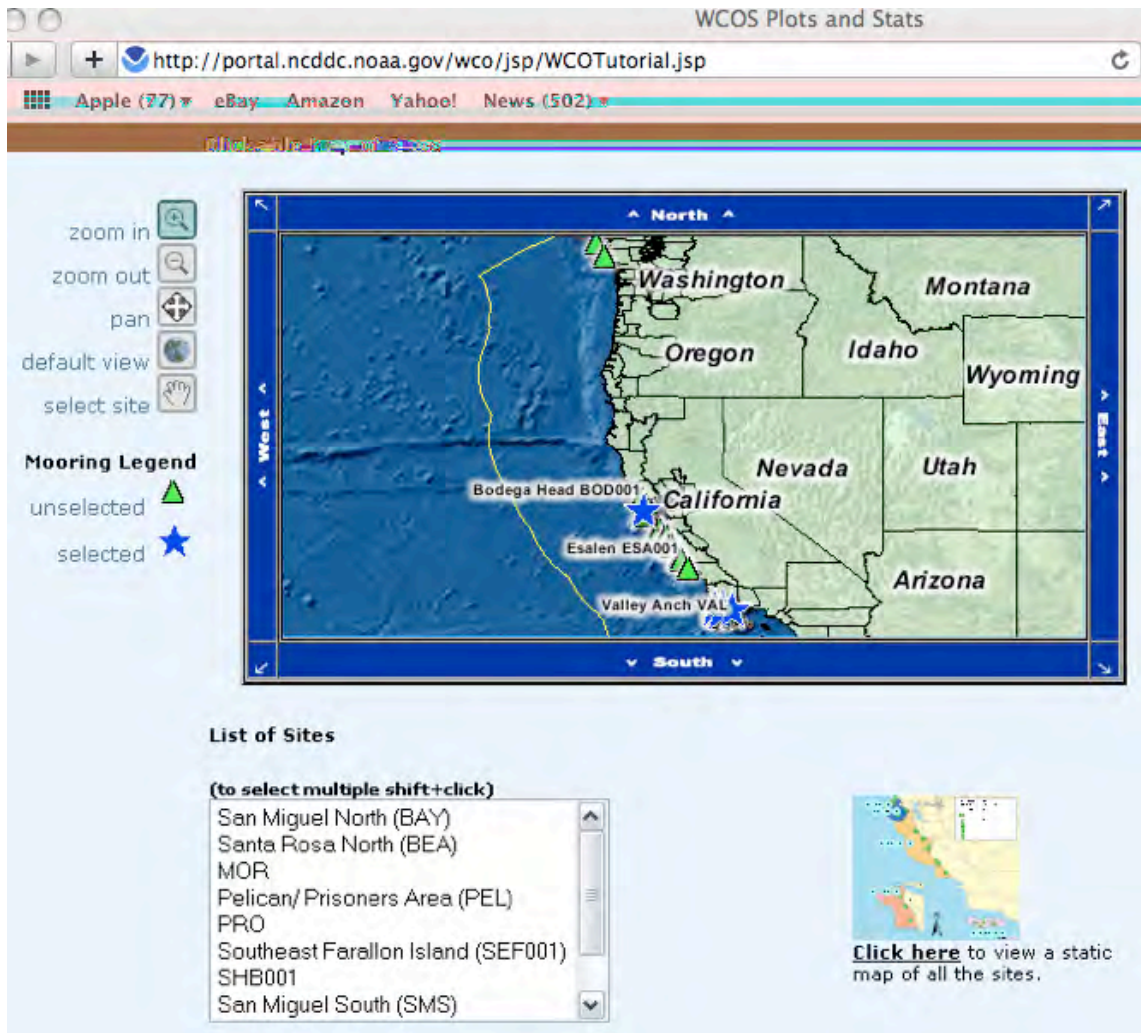 WCOS Plots and Stats
http://portal.ncddc.noaa.gov/wco/jsp/WCOTutorial.jsp
Apple (77) eBay Amazon Yahoo! News (502)
zoom in
zoom out
pan
default view
select site
Mooring Legend
unselected
selected
^ North ^
Washington
Montana
Oregon
Idaho
Wyoming
West
East
Nevada
Utah
Bodega Head BOD001
California
Esalen ESA001
Arizona
Valley Anch VAL
South
List of Sites
(to select multiple shift+click)
San Miguel North (BAY)
Santa Rosa North (BEA)
MOR
Pelican/ Prisoners Area (PEL)
PRO
Southeast Farallon Island (SEF001)
SHB001
San Miguel South (SMS)
Click here to view a static
map of all the sites.